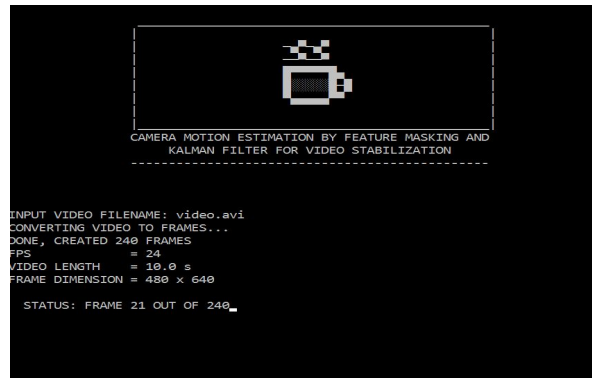 CAMERA MOTION ESTIMATION BY FEATURE MASKING AND
KALMAN FILTER FOR VIDEO STABILIZATION
-----------------------------------------------
INPUT VIDEO FILENAME: video.avi
CONVERTING VIDEO TO FRAMES...
DONE, CREATED 240 FRAMES
FPS = 24
VIDEO LENGTH = 10.0 s
FRAME DIMENSION = 480 x 640
STATUS: FRAME 21 OUT OF 240